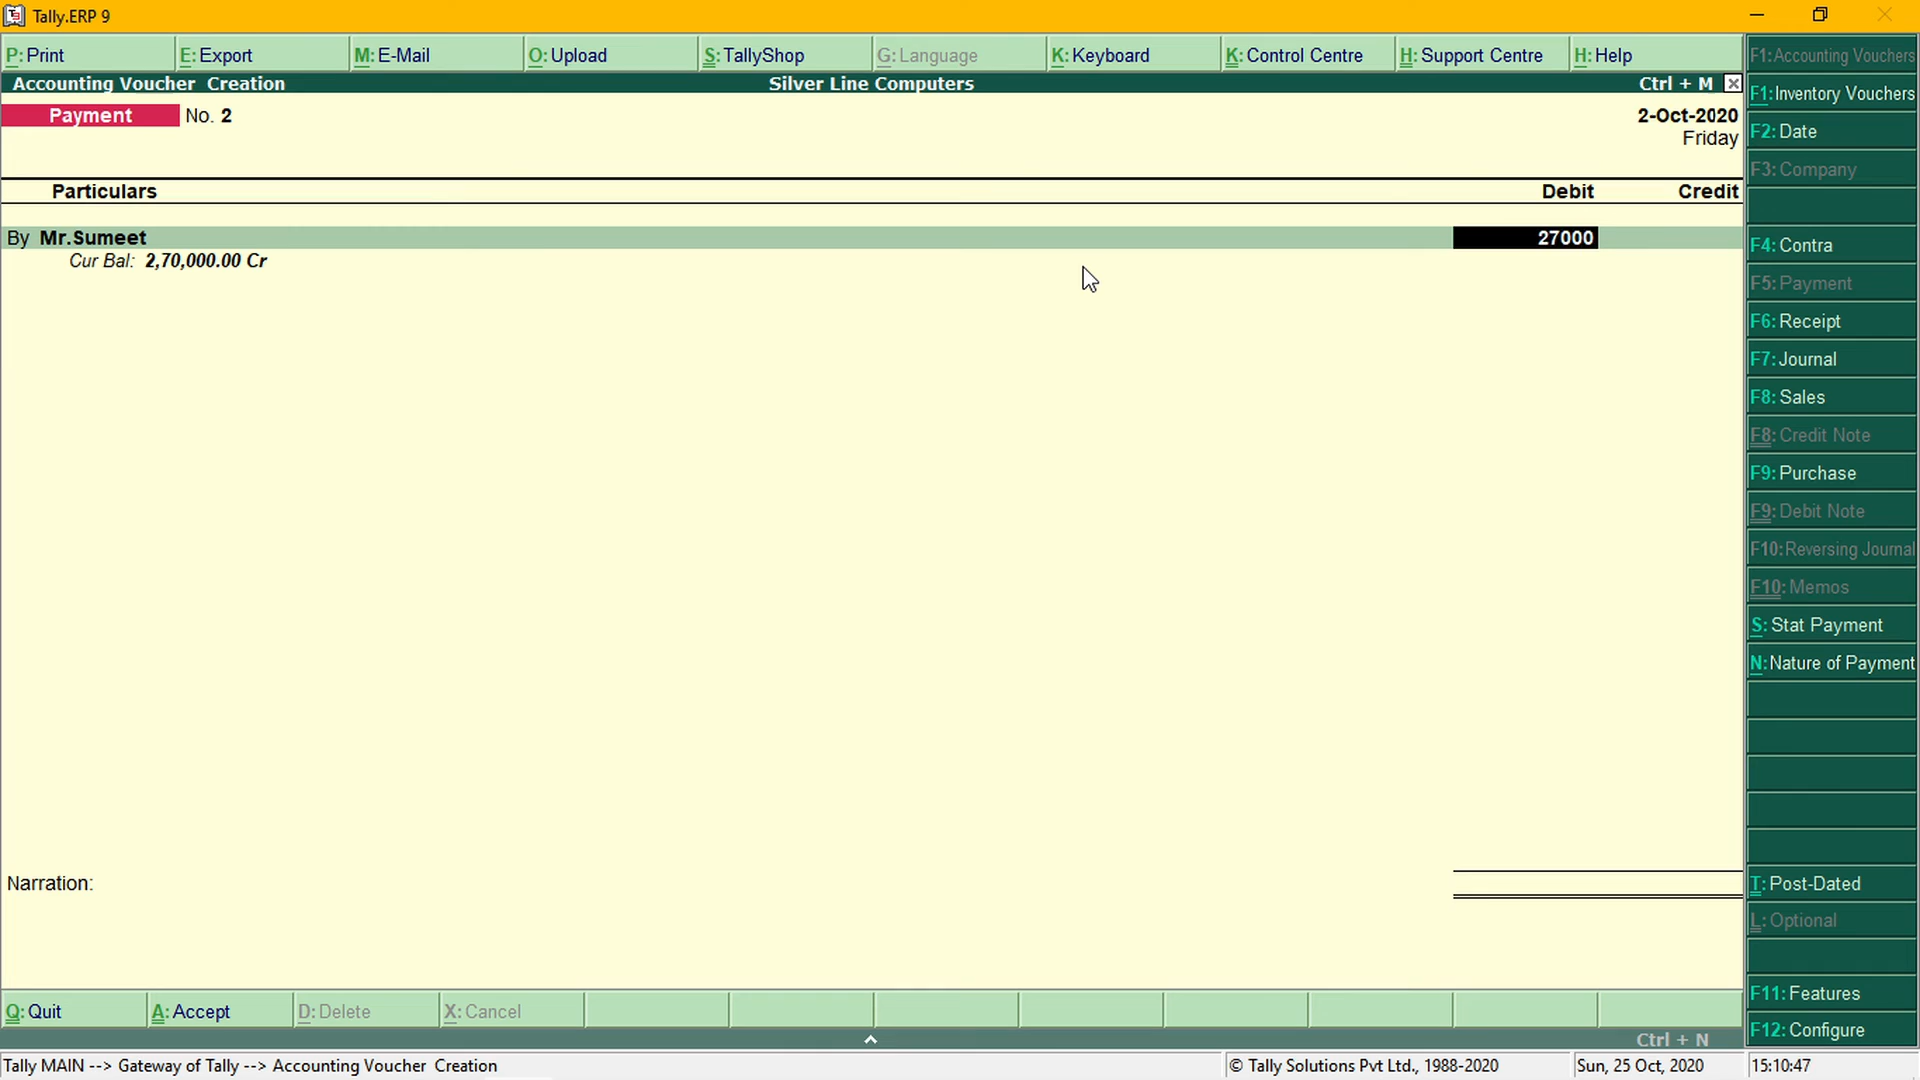 Tally.ERP 9
P: Print E: Export M: E-Mail O: Upload S: TallyShop G: Language K: Keyboard K: Control Centre H: Support Centre H: Help
Accounting Voucher Creation Silver Line Computers Ctrl + M
Payment No. 2 2-Oct-2020
Friday
Particulars Debit Credit
By Mr.Sumeet 27000
Cur Bal: 2,70,000.00 Cr
Narration:
Q: Quit A: Accept D: Delete X: Cancel
Ctrl + N
F1: Accounting Vouchers
F1: Inventory Vouchers
F2: Date
F3: Company
F4: Contra
F5: Payment
F6: Receipt
F7: Journal
F8: Sales
F8: Credit Note
F9: Purchase
F9: Debit Note
F10: Reversing Journal
F10: Memos
S: Stat Payment
N: Nature of Payment
T: Post-Dated
L: Optional
F11: Features
F12: Configure
Tally MAIN --> Gateway of Tally --> Accounting Voucher Creation © Tally Solutions Pvt Ltd., 1988-2020 Sun, 25 Oct, 2020 15:10:47